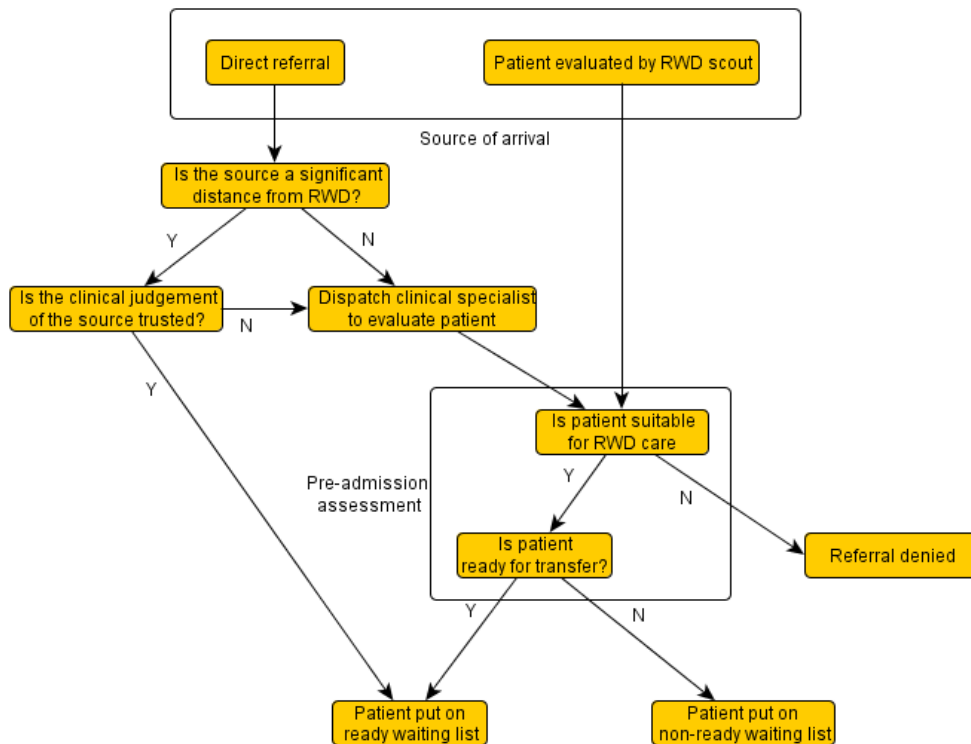 Direct referral
Patient evaluated by RWD scout
Source of arrival
Is the source a significant
distance from RWD?
Y
N
Is the clinical judgement
of the source trusted?
N
Dispatch clinical specialist
to evaluate patient
Y
Is patient suitable
for RWD care
Pre-admission
assessment
Y
N
Is patient
ready for transfer?
Referral denied
Y
N
Patient put on
ready waiting list
Patient put on
non-ready waiting list